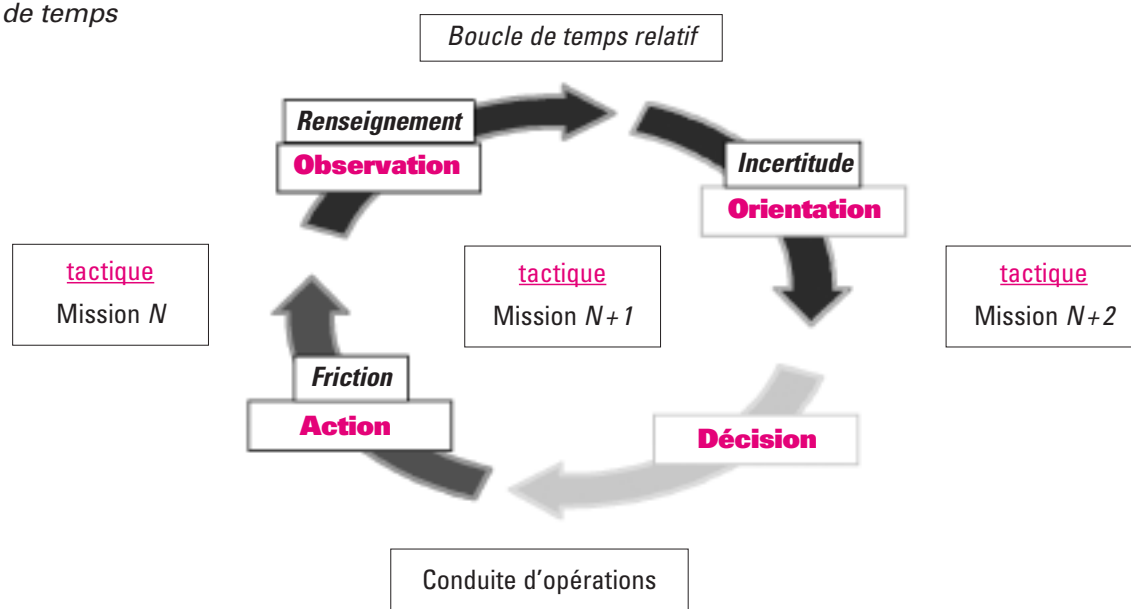 de temps
Boucle de temps relatif
Renseignement
Observation
Incertitude
Orientation
tactique
Mission N
tactique
Mission N+1
tactique
Mission N+2
Friction
Action
Décision
Conduite d'opérations